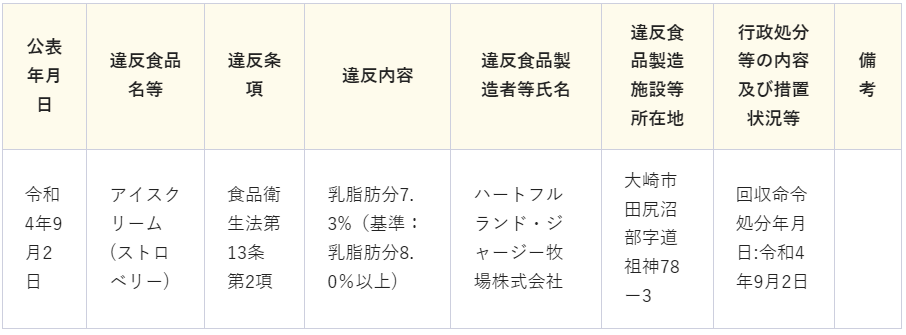 公表
年月
日
違反食品
名等
違反条
項
違反内容
違反食品製
造者等氏名
違反食
品製造
施設等
所在地
行政処分
等の内容
及び措置
状況等
備
考
令和
4年9
月2
日
アイスク
リーム
(ストロ
ベリー)
食品衛
生法第
13条
第2項
乳脂肪分7.
3%（基準：
乳脂肪分8.
0%以上）
ハートフル
ランド・ジ
ャージー牧
場株式会社
大崎市
田尻沼
部字道
祖神78
ー3
回収命令
処分年月
日:令和4
年9月2日